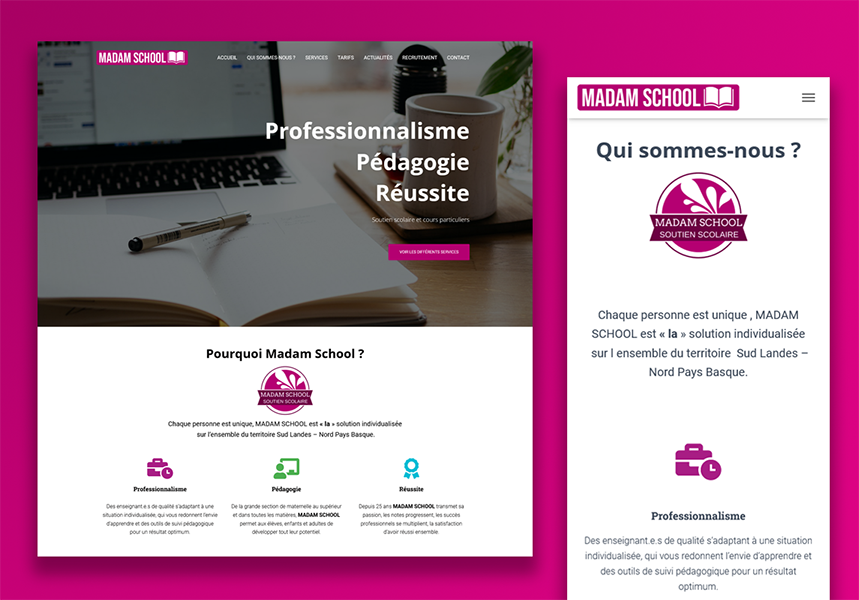 MADAM SCHOOL
ACCUEIL QUI SOMMES-NOUS ? SERVICES TARIFS ACTUALITÉS RECRUTEMENT CONTACT
Professionnalisme
Pédagogie
Réussite
Soutien scolaire et cours particuliers
VOIR LES DIFFÉRENTS SERVICES
Pourquoi Madam School ?
MADAM SCHOOL
SOUTIEN SCOLAIRE
Chaque personne est unique, MADAM SCHOOL est « la » solution individualisée
sur l'ensemble du territoire Sud Landes – Nord Pays Basque.
Professionnalisme
Des enseignant.e.s de qualité s'adaptant à une
situation individualisée, qui vous redonnent l'envie
d'apprendre et des outils de suivi pédagogique
pour un résultat optimum.
Pédagogie
De la grande section de maternelle au supérieur
et dans toutes les matières, MADAM SCHOOL
permet aux élèves, enfants et adultes de
développer tout leur potentiel
Réussite
Depuis 25 ans MADAM SCHOOL transmet sa
passion, les notes progressent, les succès
professionnels se multiplient, la satisfaction
d'avoir réussi ensemble.
MADAM SCHOOL
Qui sommes-nous ?
MADAM SCHOOL
SOUTIEN SCOLAIRE
Chaque personne est unique , MADAM
SCHOOL est « la » solution individualisée
sur l ensemble du territoire Sud Landes –
Nord Pays Basque.
Professionnalisme
Des enseignant.e.s de qualité s'adaptant à une situation
individualisée, qui vous redonnent l'envie d'apprendre et
des outils de suivi pédagogique pour un résultat
optimum.